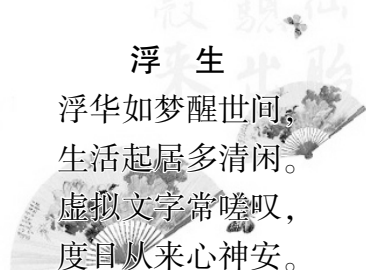 浮 生
浮华如梦醒世间，
生活起居多清闲。
虚拟文字常嗟叹，
度日从来心神安。